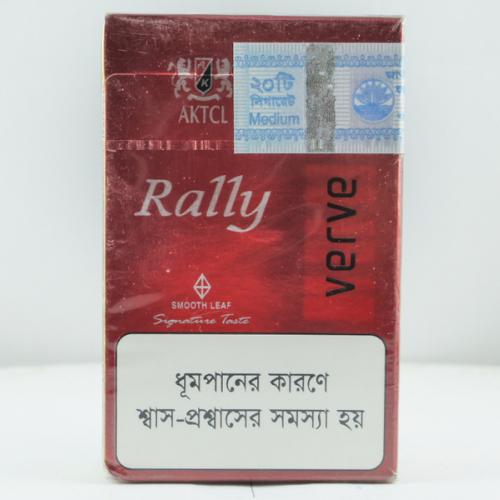 AKTCL
২০টি
সিগারেট
Medium
Rally
verve
SMOOTH LEAF
Signature Taste
ধূমপানের কারণে
শ্বাস-প্রশ্বাসের সমস্যা হয়